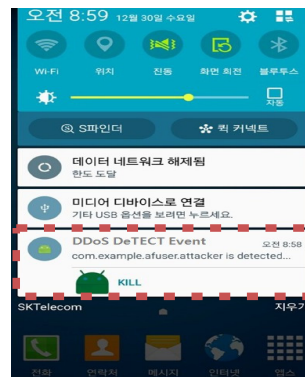 오전 8:59 12월 30일 수요일
Wi-Fi 위치 진동 화면 회전 블루투스
자동
S파인더 퀵 커넥트
데이터 네트워크 해제됨
한도 도달
미디어 디바이스로 연결
기타 USB 옵션을 보려면 누르세요.
DDoS DeTECT Event 오전 8:58
com.example.afuser.attacker is detected...
KILL
SKTelecom 지우기
전화 연락처 메시지 인터넷 앱스